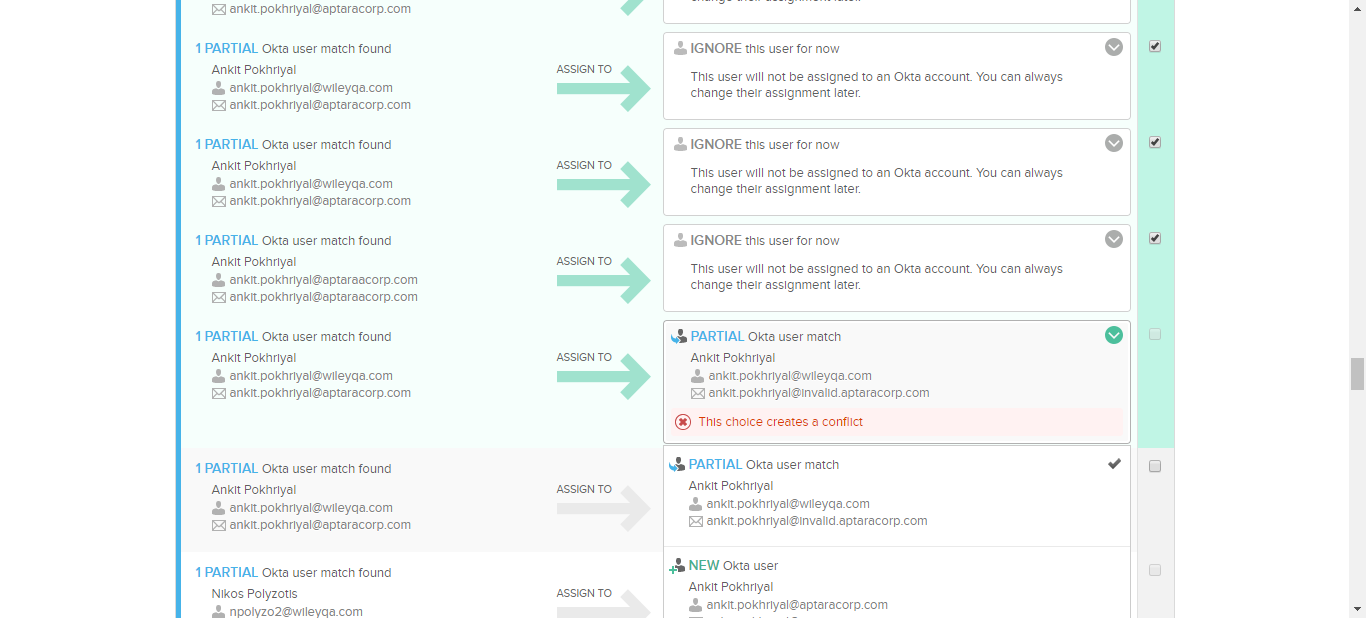 ankit.pokhriyal@aptaracorp.com
change their assignment later.
1 PARTIAL Okta user match found
Ankit Pokhriyal
ankit.pokhriyal@wileyqa.com
ankit.pokhriyal@aptaracorp.com
ASSIGN TO
IGNORE this user for now
This user will not be assigned to an Okta account. You can always
change their assignment later.
1 PARTIAL Okta user match found
Ankit Pokhriyal
ankit.pokhriyal@wileyqa.com
ankit.pokhriyal@aptaracorp.com
ASSIGN TO
IGNORE this user for now
This user will not be assigned to an Okta account. You can always
change their assignment later.
1 PARTIAL Okta user match found
Ankit Pokhriyal
ankit.pokhriyal@aptaraacorp.com
ankit.pokhriyal@aptaraacorp.com
ASSIGN TO
IGNORE this user for now
This user will not be assigned to an Okta account. You can always
change their assignment later.
1 PARTIAL Okta user match found
Ankit Pokhriyal
ankit.pokhriyal@wileyqa.com
ankit.pokhriyal@aptaracorp.com
ASSIGN TO
PARTIAL Okta user match
Ankit Pokhriyal
ankit.pokhriyal@wileyqa.com
ankit.pokhriyal@invalid.aptaracorp.com
This choice creates a conflict
1 PARTIAL Okta user match found
Ankit Pokhriyal
ankit.pokhriyal@wileyqa.com
ankit.pokhriyal@aptaracorp.com
ASSIGN TO
PARTIAL Okta user match
Ankit Pokhriyal
ankit.pokhriyal@wileyqa.com
ankit.pokhriyal@invalid.aptaracorp.com
1 PARTIAL Okta user match found
Nikos Polyzotis
npolyzo2@wileyqa.com
ASSIGN TO
NEW Okta user
Ankit Pokhriyal
ankit.pokhriyal@aptaracorp.com